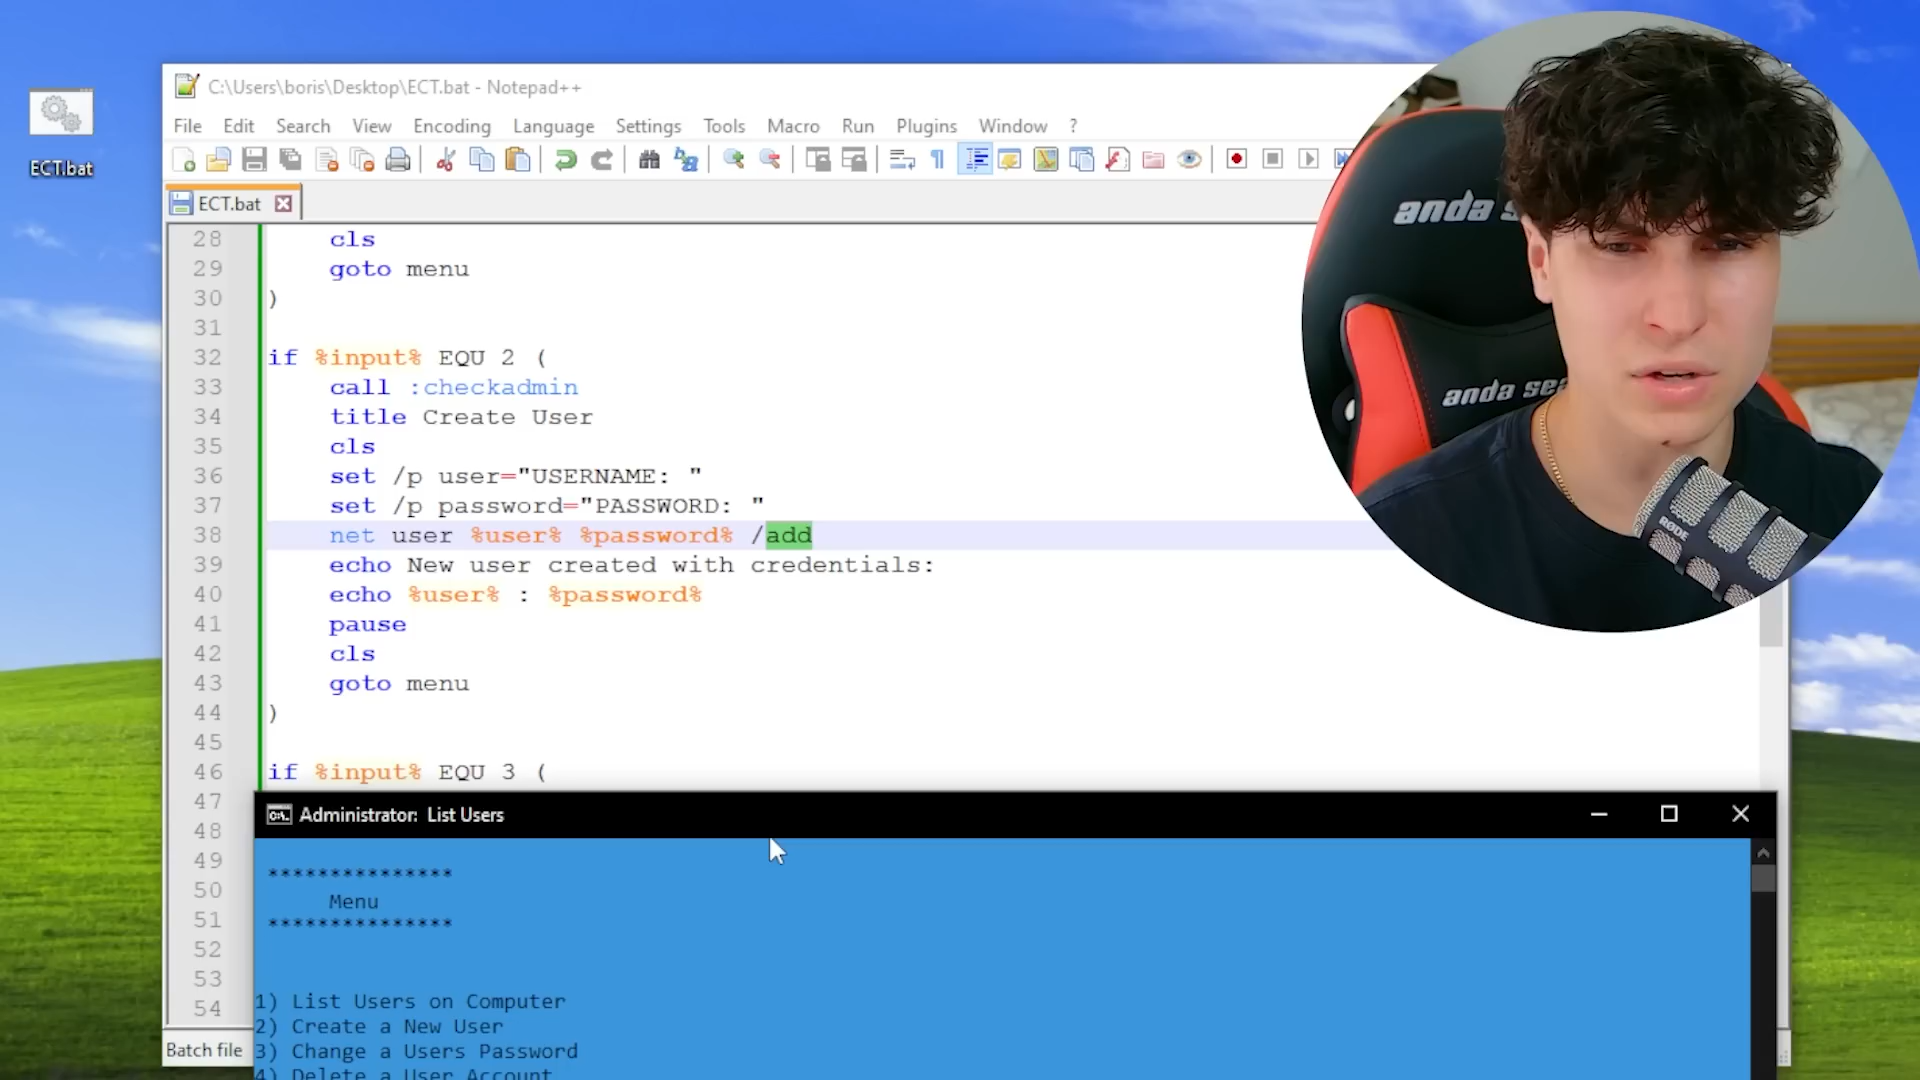 ECT.bat
C:\Users\boris\Desktop\ECT.bat - Notepad++
File Edit Search View Encoding Language Settings Tools Macro Run Plugins Window ?
ECT.bat
28 cls
29 goto menu
30 )
31
32 if %input% EQU 2 (
33 call :checkadmin
34 title Create User
35 cls
36 set /p user="USERNAME: "
37 set /p password="PASSWORD: "
38 net user %user% %password% /add
39 echo New user created with credentials:
40 echo %user% : %password%
41 pause
42 cls
43 goto menu
44 )
45
46 if %input% EQU 3 (
47
48
49
50
51
52
53
54
Batch file
Administrator: List Users
***************
Menu
***************
1) List Users on Computer
2) Create a New User
3) Change a Users Password
4) Delete a User Account
anda s
anda sea
RØDE